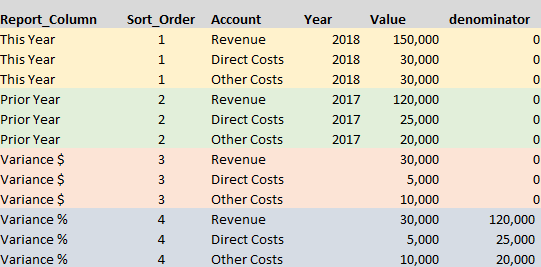 Report_Column Sort_Order Account Year Value denominator
This Year 1 Revenue 2018 150,000 0
This Year 1 Direct Costs 2018 30,000 0
This Year 1 Other Costs 2018 30,000 0
Prior Year 2 Revenue 2017 120,000 0
Prior Year 2 Direct Costs 2017 25,000 0
Prior Year 2 Other Costs 2017 20,000 0
Variance $ 3 Revenue 30,000 0
Variance $ 3 Direct Costs 5,000 0
Variance $ 3 Other Costs 10,000 0
Variance % 4 Revenue 30,000 120,000
Variance % 4 Direct Costs 5,000 25,000
Variance % 4 Other Costs 10,000 20,000